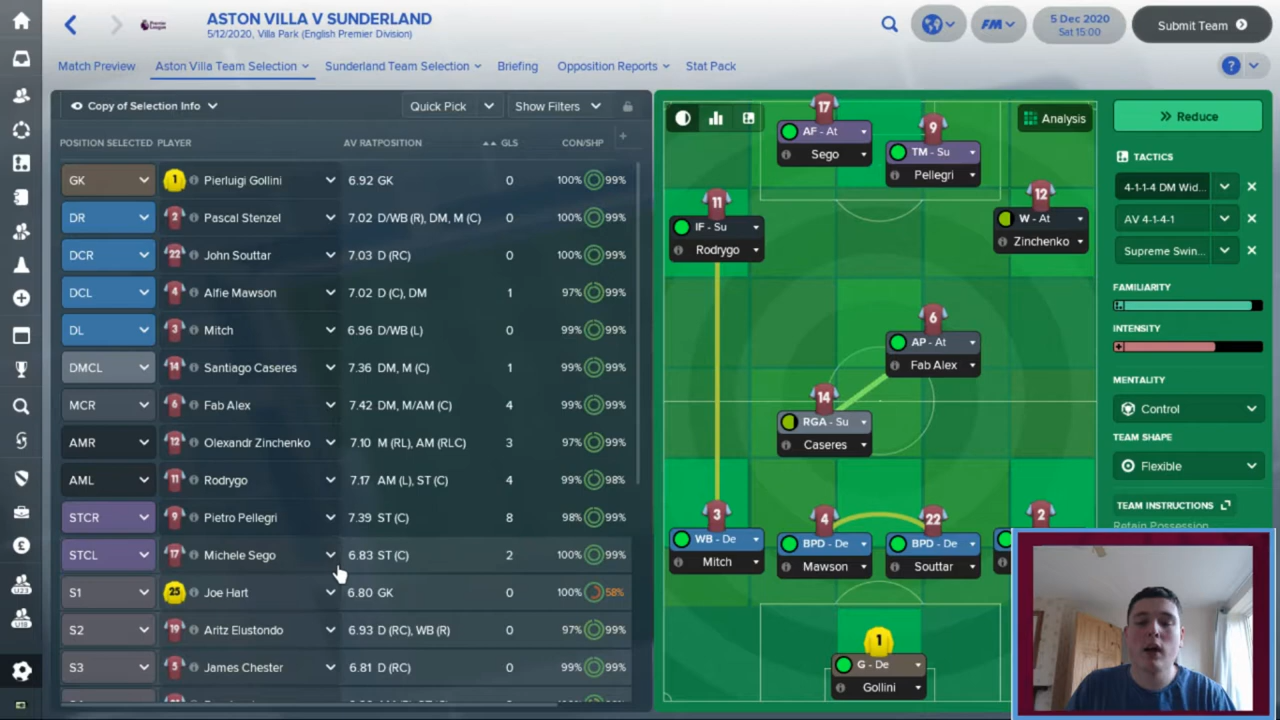 ASTON VILLA V SUNDERLAND
5/12/2020, Villa Park (English Premier Division)
FM
5 Dec 2020
Sat 15:00
Submit Team
Match Preview
Aston Villa Team Selection
Sunderland Team Selection
Briefing
Opposition Reports
Stat Pack
?
Copy of Selection Info
Quick Pick
Show Filters
POSITION SELECTED PLAYER AV RATPOSITION GLS CON/SHP
GK 1 Pierluigi Gollini 6.92 GK 0 100% 99%
DR 2 Pascal Stenzel 7.02 D/WB (R), DM, M (C) 0 100% 99%
DCR 22 John Souttar 7.03 D (RC) 0 100% 99%
DCL 4 Alfie Mawson 7.02 D (C), DM 1 97% 99%
DL 3 Mitch 6.96 D/WB (L) 0 99% 99%
DMCL 14 Santiago Caseres 7.36 DM, M (C) 1 99% 99%
MCR 6 Fab Alex 7.42 DM, M/AM (C) 4 99% 99%
AMR 12 Olexandr Zinchenko 7.10 M (RL), AM (RLC) 3 97% 99%
AML 11 Rodrygo 7.17 AM (L), ST (C) 4 99% 98%
STCR 9 Pietro Pellegri 7.39 ST (C) 8 98% 99%
STCL 17 Michele Sego 6.83 ST (C) 2 100% 99%
S1 25 Joe Hart 6.80 GK 0 100% 58%
S2 19 Aritz Elustondo 6.93 D (RC), WB (R) 0 97% 99%
S3 5 James Chester 6.81 D (RC) 0 99% 99%
Analysis
17
AF - At
Sego
9
TM - Su
Pellegri
11
IF - Su
Rodrygo
12
W - At
Zinchenko
6
AP - At
Fab Alex
14
RGA - Su
Caseres
3
WB - De
Mitch
4
BPD - De
Mawson
22
BPD - De
Souttar
2
1
G - De
Gollini
Reduce
TACTICS
4-1-1-4 DM Wid...
AV 4-1-4-1
Supreme Swin...
FAMILIARITY
INTENSITY
MENTALITY
Control
TEAM SHAPE
Flexible
TEAM INSTRUCTIONS
Retain Possession
£
U23
U18